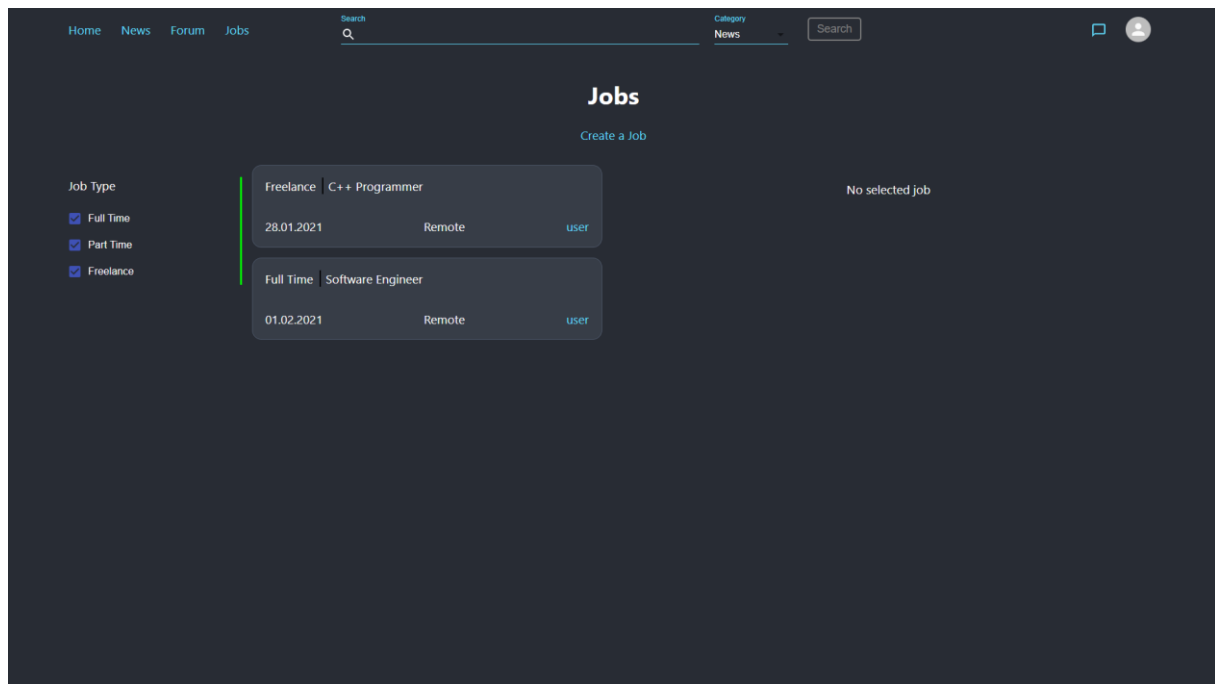 Home News Forum Jobs
Search
Category
News
Search
Jobs
Create a Job
Job Type
Full Time
Part Time
Freelance
Freelance C++ Programmer
28.01.2021 Remote user
Full Time Software Engineer
01.02.2021 Remote user
No selected job